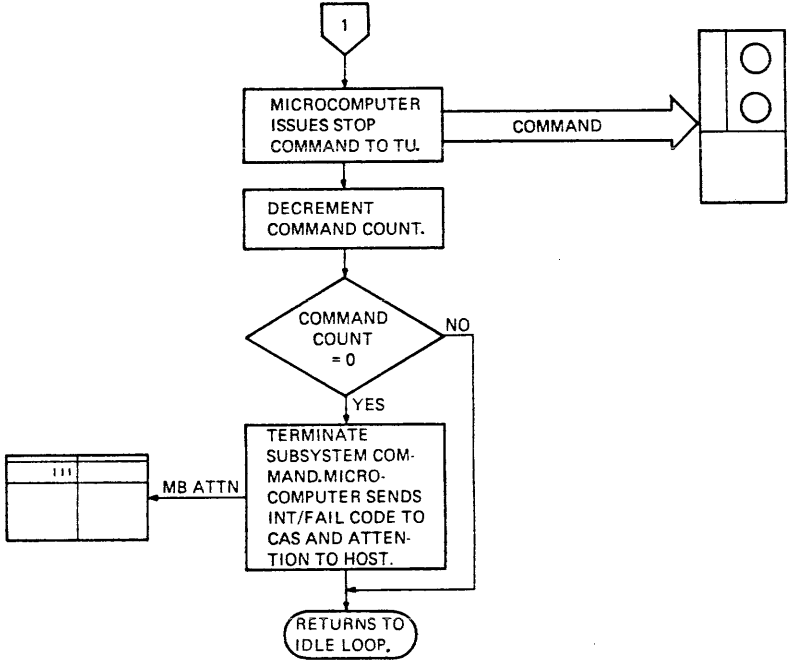 1
MICROCOMPUTER
ISSUES STOP
COMMAND TO TU.
COMMAND
DECREMENT
COMMAND COUNT.
COMMAND
COUNT
= 0
NO
YES
TERMINATE
SUBSYSTEM COM-
MAND.MICRO-
COMPUTER SENDS
INT/FAIL CODE TO
CAS AND ATTEN-
TION TO HOST.
MB ATTN
RETURNS TO
IDLE LOOP.